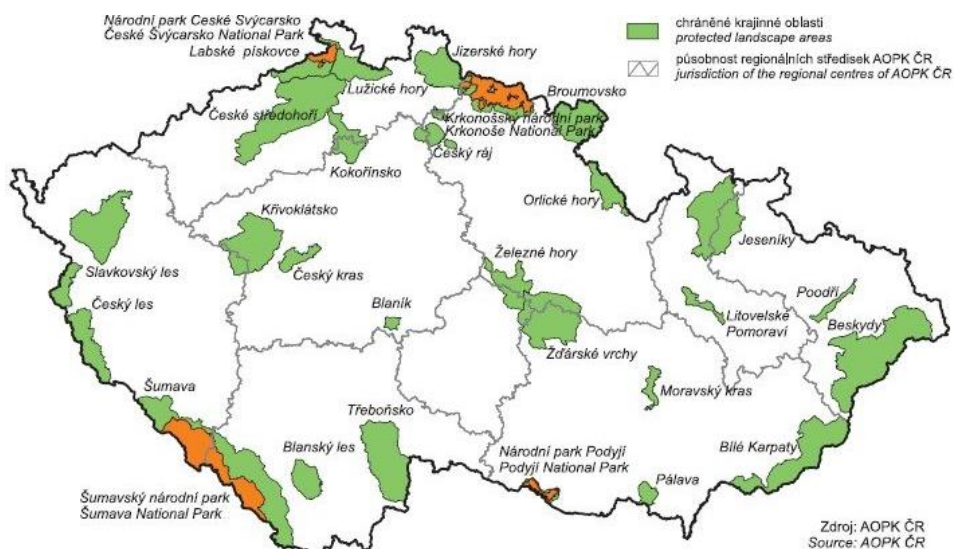 Národní park České Švýcarsko
České Švýcarsko National Park
Labské pískovce
Jizerské hory
chráněné krajinné oblasti
protected landscape areas
působnost regionálních středisek AOPK ČR
jurisdiction of the regional centres of AOPK ČR
Lužické hory
Broumovsko
České středohoří
Krkonošský národní park
Krkonoše National Park
Český ráj
Kokořínsko
Orlické hory
Křivoklátsko
Jeseníky
Slavkovský les
Český kras
Železné hory
Český les
Blaník
Litovelské
Pomoraví
Poodří
Beskydy
Žďárské vrchy
Šumava
Moravský kras
Třeboňsko
Blanský les
Národní park Podyjí
Podyjí National Park
Bílé Karpaty
Pálava
Šumavský národní park
Šumava National Park
Zdroj: AOPK ČR
Source: AOPK ČR